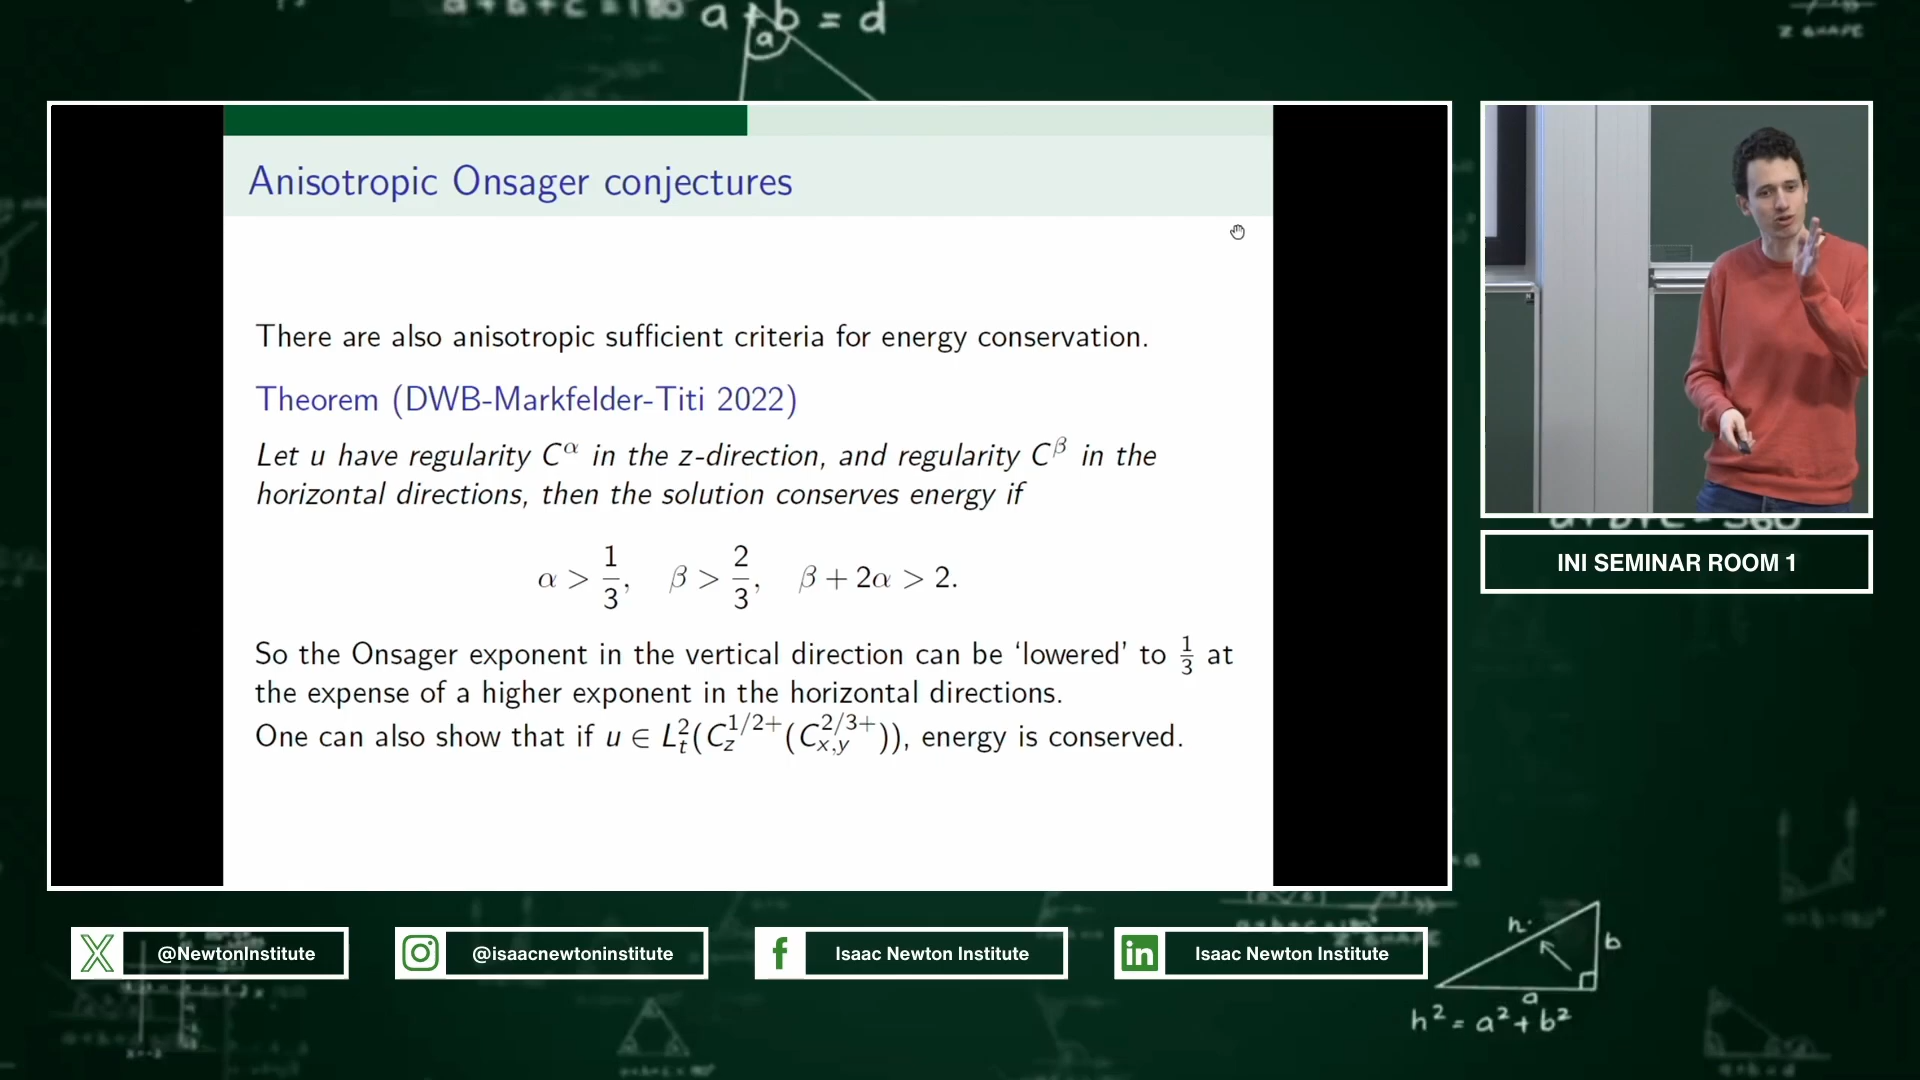 a + b + c = 180
a + b = d
a
Z SHAPE
Anisotropic Onsager conjectures
There are also anisotropic sufficient criteria for energy conservation.
Theorem (DWB-Markfelder-Titi 2022)
Let u have regularity C^α in the z-direction, and regularity C^β in the
horizontal directions, then the solution conserves energy if
α > 1/3, β > 2/3, β + 2α > 2.
So the Onsager exponent in the vertical direction can be ‘lowered’ to 1/3 at
the expense of a higher exponent in the horizontal directions.
One can also show that if u ∈ L²ₜ(C_z^{1/2+}(C_{x,y}^{2/3+})), energy is conserved.
INI SEMINAR ROOM 1
@NewtonInstitute
@isaacnewtoninstitute
Isaac Newton Institute
in
Isaac Newton Institute
h
b
a
h² = a² + b²